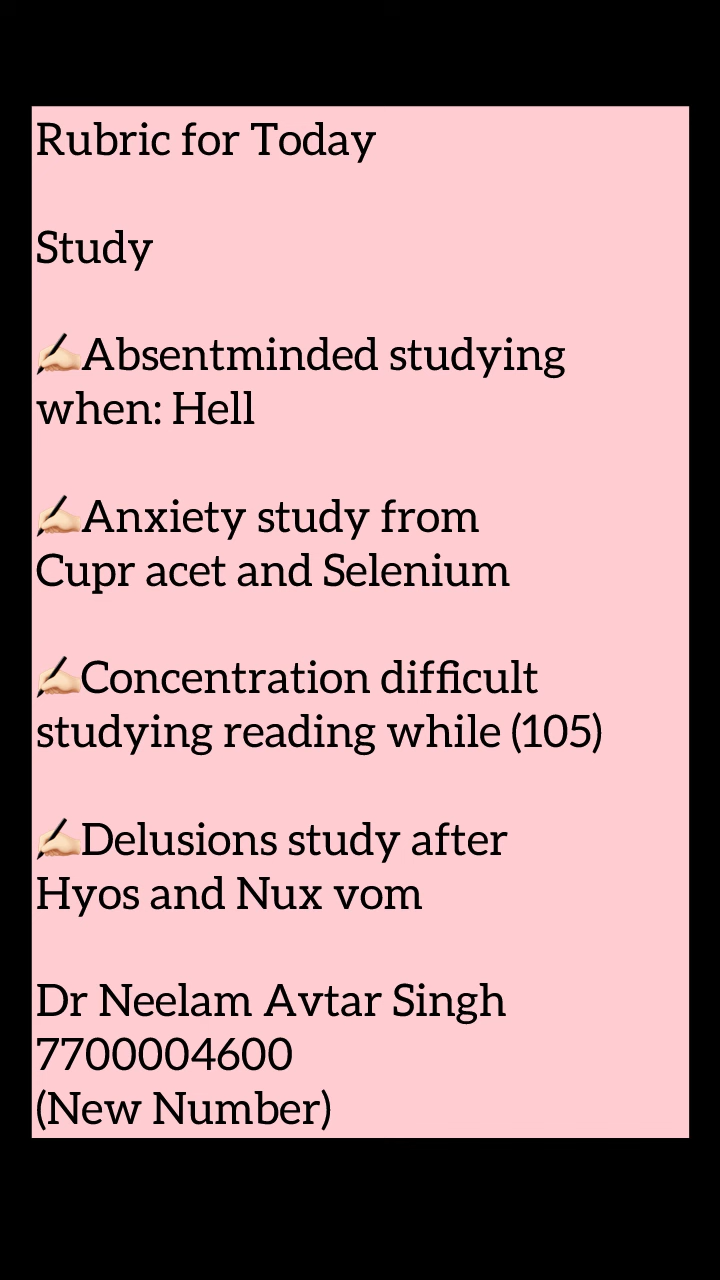 Rubric for Today
Study
✍🏻Absentminded studying
when: Hell
✍🏻Anxiety study from
Cupr acet and Selenium
✍🏻Concentration difficult
studying reading while (105)
✍🏻Delusions study after
Hyos and Nux vom
Dr Neelam Avtar Singh
7700004600
(New Number)